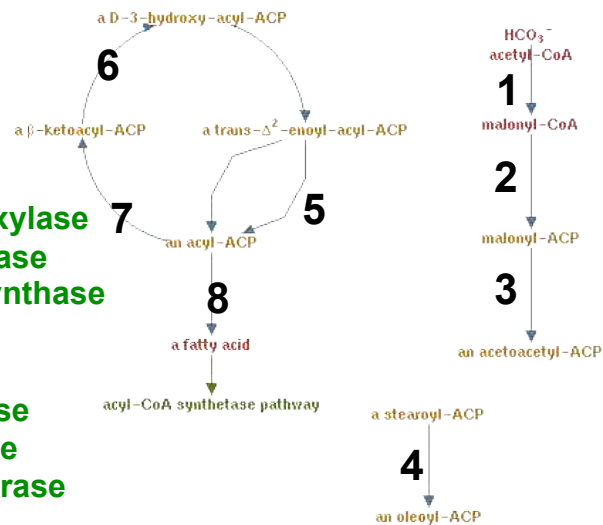 a D-3-hydroxy-acyl-ACP
6
a β-ketoacyl-ACP
a trans-Δ²-enoyl-acyl-ACP
7
5
an acyl-ACP
8
a fatty acid
acyl-CoA synthetase pathway
HCO₃⁻
acetyl-CoA
1
malonyl-CoA
2
malonyl-ACP
3
an acetoacetyl-ACP
a stearoyl-ACP
4
an oleoyl-ACP
xylase
ase
ynthase
se
e
rase